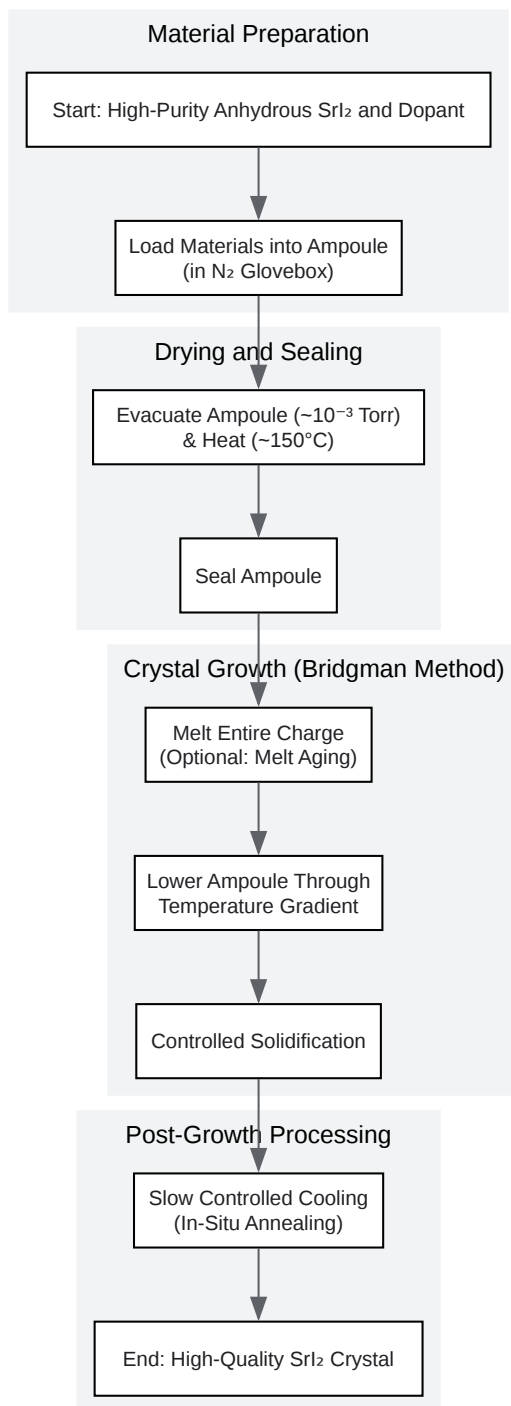 Material Preparation
Start: High-Purity Anhydrous SrI₂ and Dopant
Load Materials into Ampoule
(in N₂ Glovebox)
Drying and Sealing
Evacuate Ampoule (~10⁻³ Torr)
& Heat (~150°C)
Seal Ampoule
Crystal Growth (Bridgman Method)
Melt Entire Charge
(Optional: Melt Aging)
Lower Ampoule Through
Temperature Gradient
Controlled Solidification
Post-Growth Processing
Slow Controlled Cooling
(In-Situ Annealing)
End: High-Quality SrI₂ Crystal